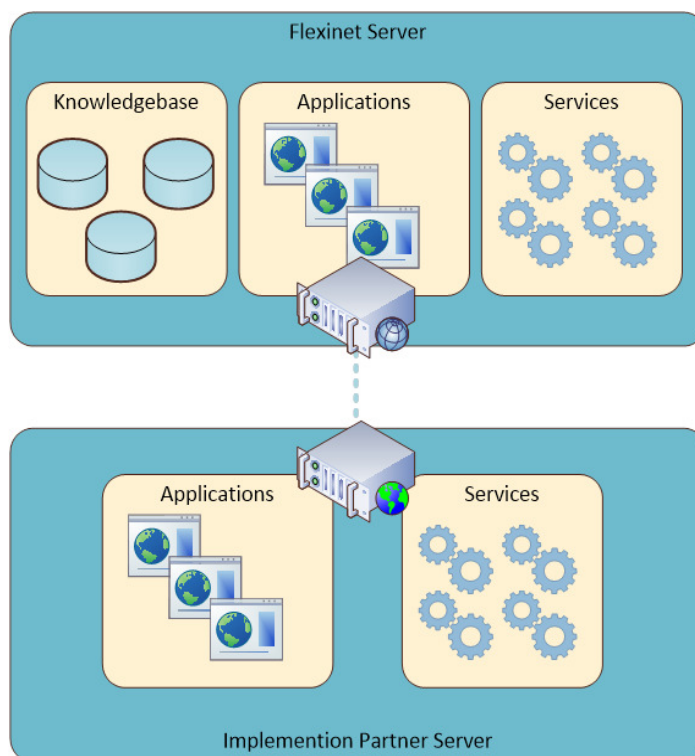 Flexinet Server
Knowledgebase
Applications
Services
Applications
Services
Implemention Partner Server